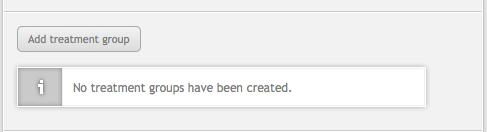 Add treatment group
No treatment groups have been created.